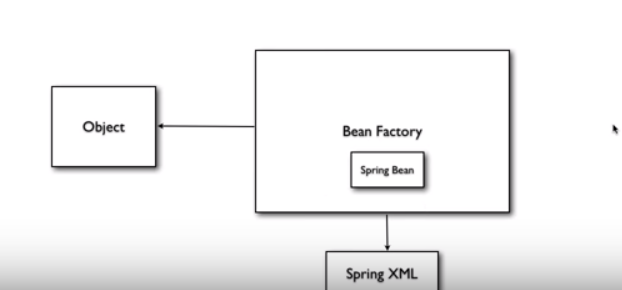 Object
Bean Factory
Spring Bean
Spring XML